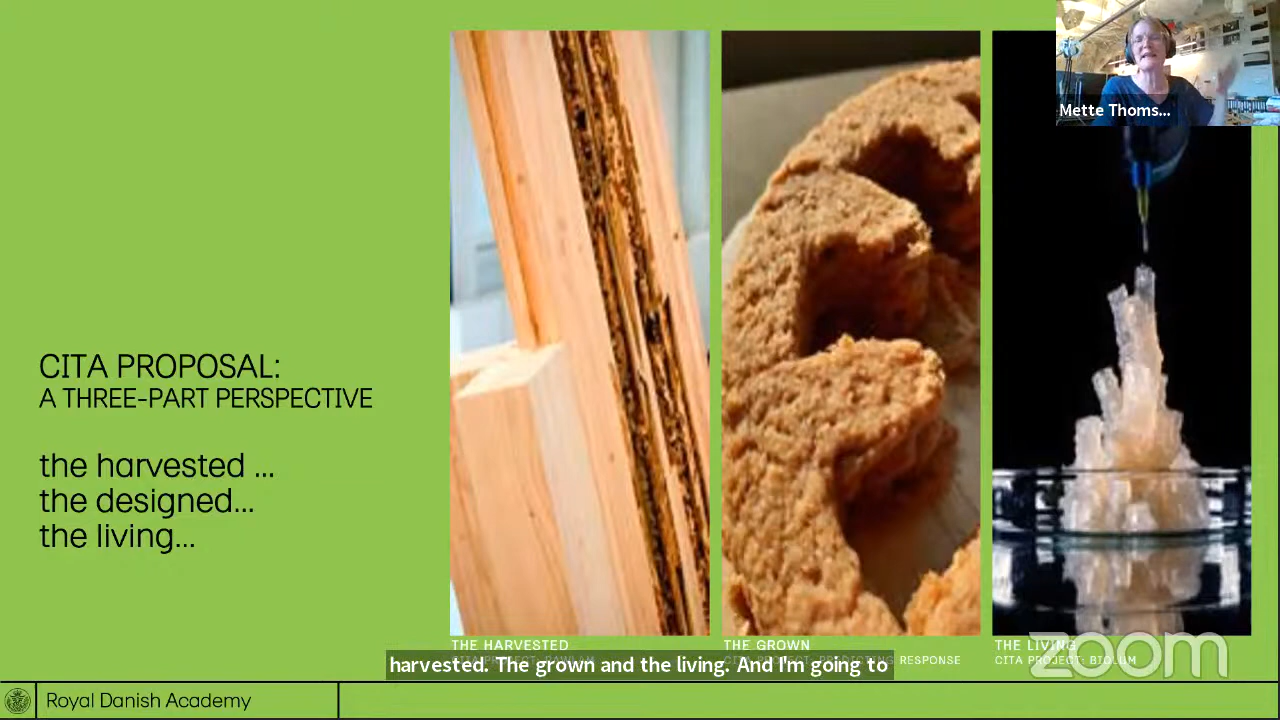 Mette Thoms...
CITA PROPOSAL:
A THREE-PART PERSPECTIVE
the harvested ...
the designed...
the living...
THE HARVESTED
THE GROWN
RESPONSE
THE LIVING
CITA PROJECT: BIOLUM
harvested. The grown and the living. And I'm going to
zoom
Royal Danish Academy